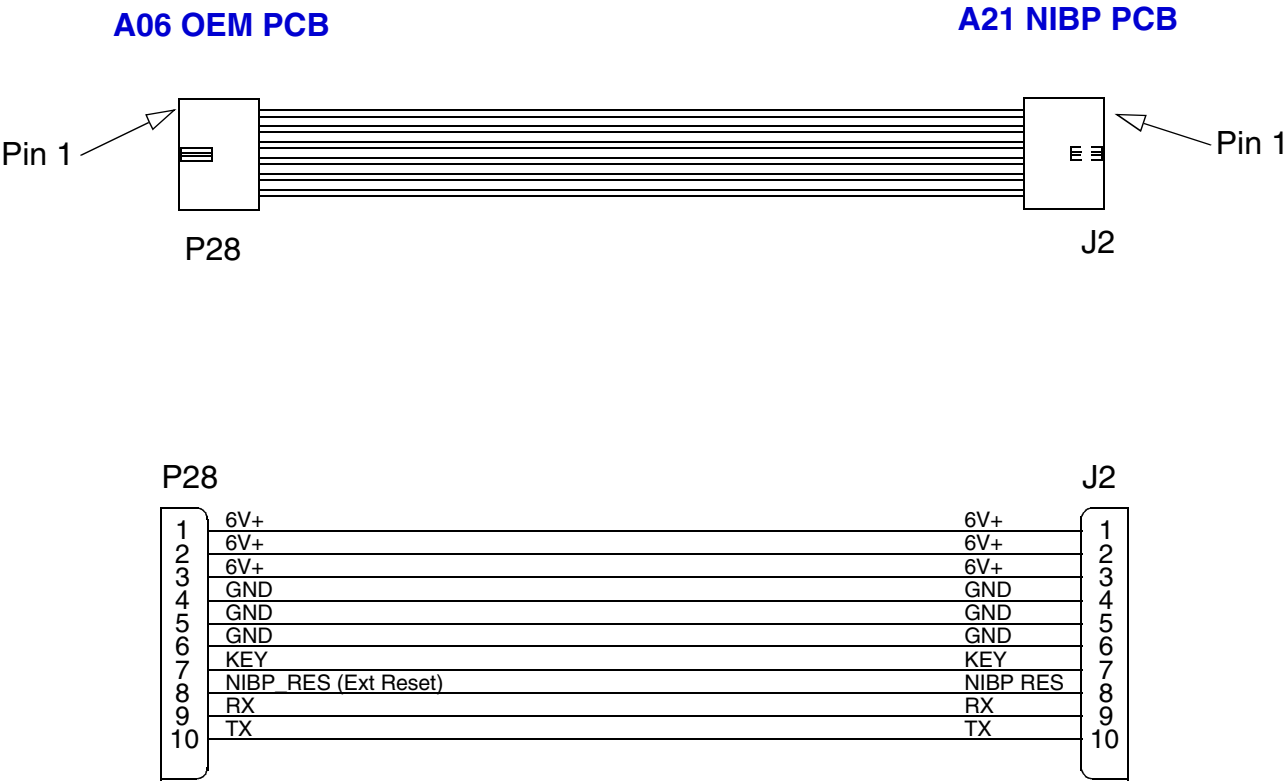 A06 OEM PCB
A21 NIBP PCB
Pin 1
Pin 1
P28
J2
P28
J2
1 6V+ 6V+ 1
2 6V+ 6V+ 2
3 6V+ 6V+ 3
4 GND GND 4
5 GND GND 5
6 GND GND 6
7 KEY KEY 7
8 NIBP_RES (Ext Reset) NIBP RES 8
9 RX RX 9
10 TX TX 10